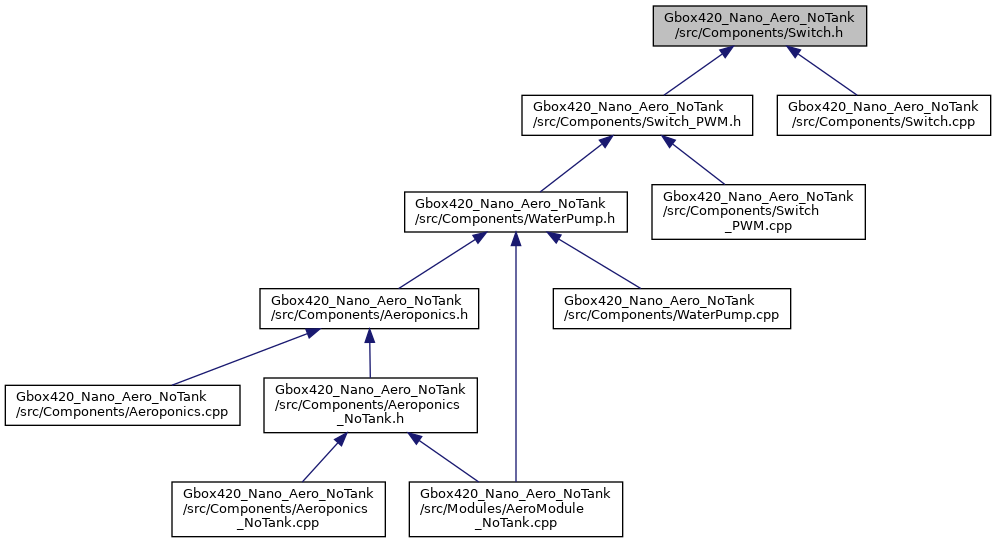 Gbox420_Nano_Aero_NoTank
/src/Components/Switch.h
Gbox420_Nano_Aero_NoTank
/src/Components/Switch_PWM.h
Gbox420_Nano_Aero_NoTank
/src/Components/Switch.cpp
Gbox420_Nano_Aero_NoTank
/src/Components/WaterPump.h
Gbox420_Nano_Aero_NoTank
/src/Components/Switch
_PWM.cpp
Gbox420_Nano_Aero_NoTank
/src/Components/Aeroponics.h
Gbox420_Nano_Aero_NoTank
/src/Components/WaterPump.cpp
Gbox420_Nano_Aero_NoTank
/src/Components/Aeroponics.cpp
Gbox420_Nano_Aero_NoTank
/src/Components/Aeroponics
_NoTank.h
Gbox420_Nano_Aero_NoTank
/src/Components/Aeroponics
_NoTank.cpp
Gbox420_Nano_Aero_NoTank
/src/Modules/AeroModule
_NoTank.cpp